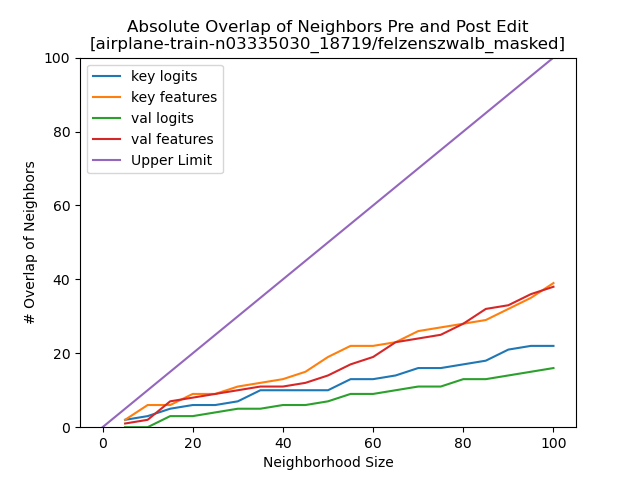 Absolute Overlap of Neighbors Pre and Post Edit
[airplane-train-n03335030_18719/felzenszwalb_masked]
100
80
60
40
20
0
# Overlap of Neighbors
key logits
key features
val logits
val features
Upper Limit
0 20 40 60 80 100
Neighborhood Size